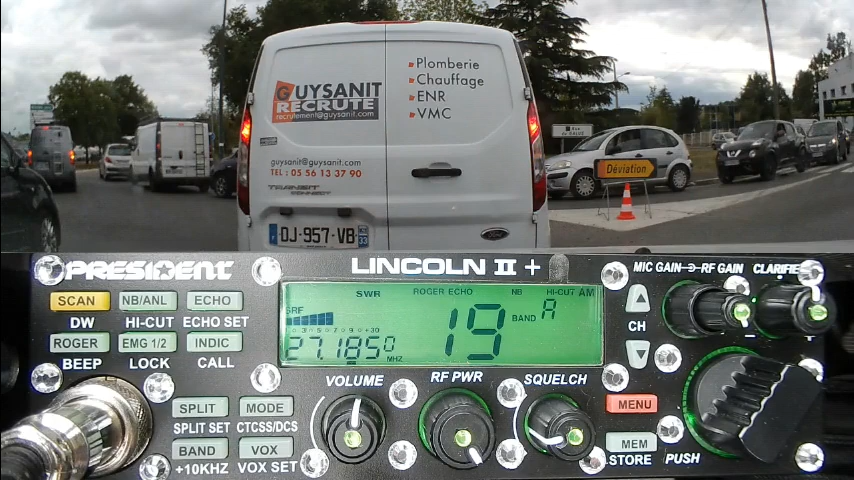 Plomberie
Chauffage
ENR
VMC
GUYSANIT
RECRUTE
recrutement@guysanit.com
guysanit@guysanit.com
TEL : 05 56 13 37 90
TRANSIT
CONNECT
DJ-957-VB
33
Ford
Déviation
PRESIDENT
LINCOLN II +
MIC GAIN RF GAIN CLARIFIER
SCAN NB/ANL ECHO
DW HI-CUT ECHO SET
ROGER EMG 1/2 INDIC
BEEP LOCK CALL
SWR ROGER ECHO NB HI-CUT AM
SRF
27.1850 MHZ
19
BAND A
CH
VOLUME RF PWR SQUELCH
SPLIT MODE
SPLIT SET CTCSS/DCS
BAND VOX
+10KHZ VOX SET
MENU
MEM
STORE PUSH